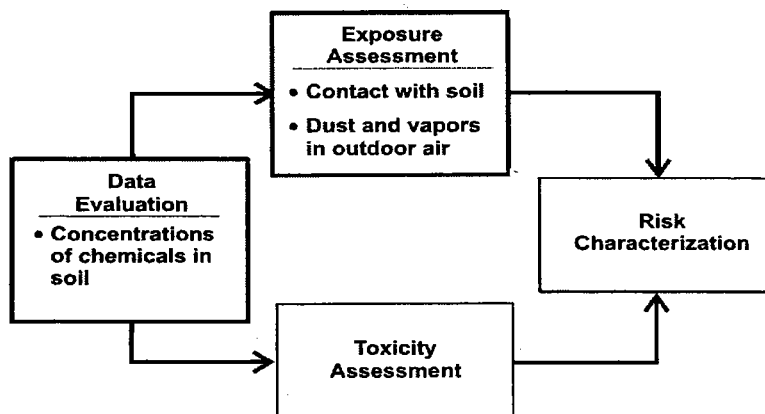 Exposure
Assessment
• Contact with soil
• Dust and vapors
in outdoor air
Data
Evaluation
• Concentrations
of chemicals in
soil
Risk
Characterization
Toxicity
Assessment